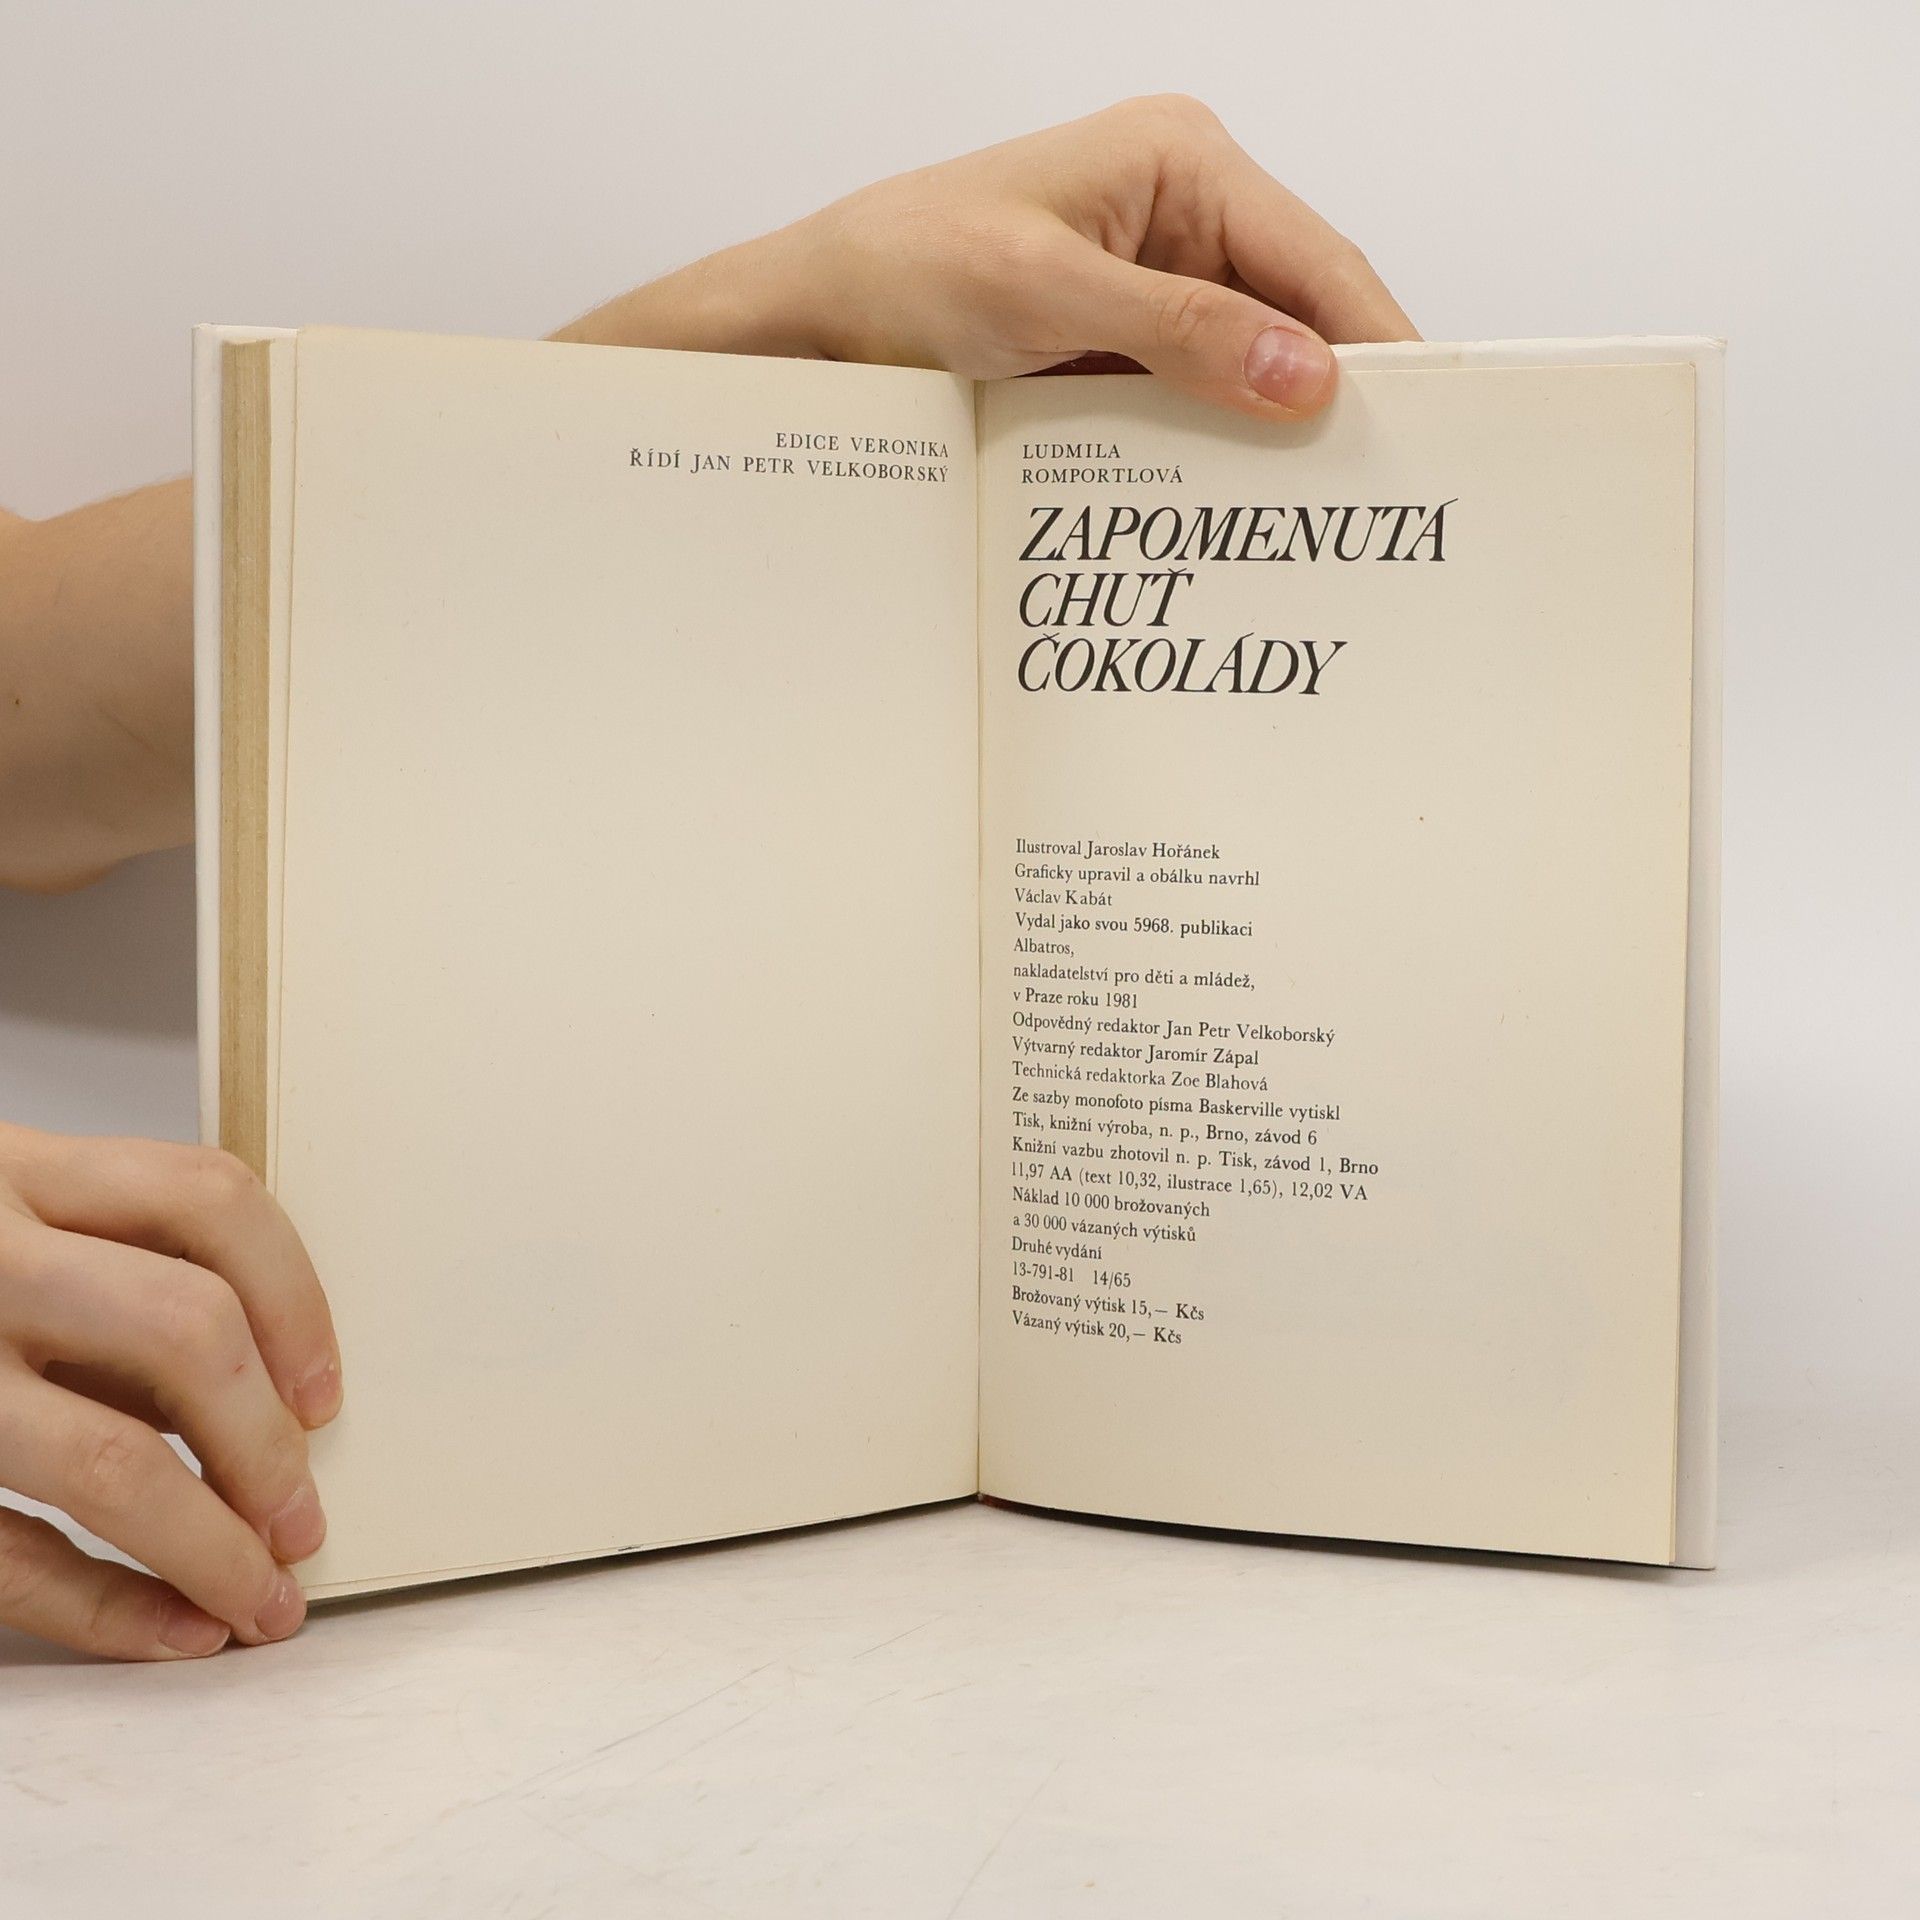 EDICE VERONIKA
ŘÍDÍ JAN PETR VELKOBORSKÝ
LUDMILA
ROMPORTLOVÁ
ZAPOMENUTÁ
CHUŤ
ČOKOLÁDY
Ilustroval Jaroslav Hořánek
Graficky upravil a obálku navrhl
Václav Kabát
Vydal jako svou 5968. publikaci
Albatros,
nakladatelství pro děti a mládež,
v Praze roku 1981
Odpovědný redaktor Jan Petr Velkoborský
Výtvarný redaktor Jaromír Zápal
Technická redaktorka Zoe Blahová
Ze sazby monofoto písma Baskerville vytiskl
Tisk, knižní výroba, n. p., Brno, závod 6
Knižní vazbu zhotovil n. p. Tisk, závod 1, Brno
11,97 AA (text 10,32, ilustrace 1,65), 12,02 VA
Náklad 10 000 brožovaných
a 30 000 vázaných výtisků
Druhé vydání
13-791-81 14/65
Brožovaný výtisk 15,— Kčs
Vázaný výtisk 20,— Kčs